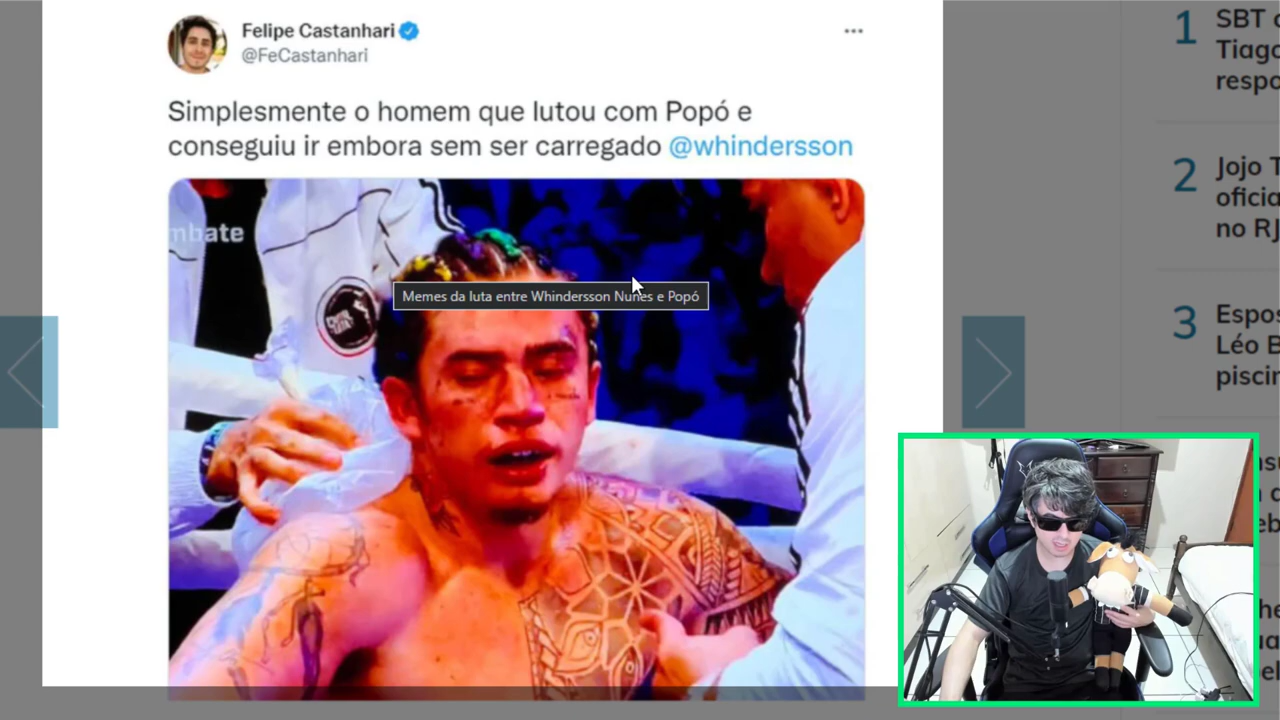 Felipe Castanhari
@FeCastanhari
Simplesmente o homem que lutou com Popó e
conseguiu ir embora sem ser carregado @whindersson
mbate
Memes da luta entre Whindersson Nunes e Popó
1 SBT
Tiago
respo
2 Jojo T
oficia
no RJ
3 Espos
Léo B
piscin